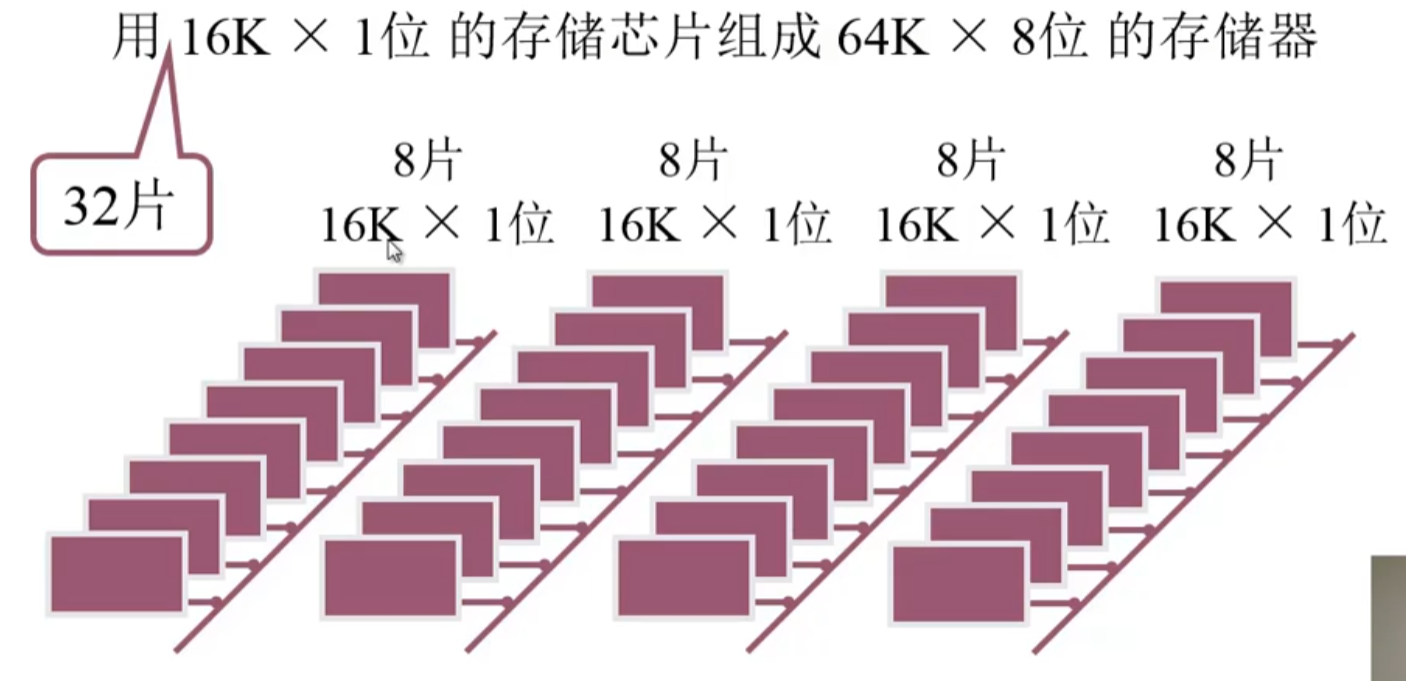 用 16K × 1位 的存储芯片组成 64K × 8位 的存储器
32片
8片 8片 8片 8片
16K × 1位 16K × 1位 16K × 1位 16K × 1位